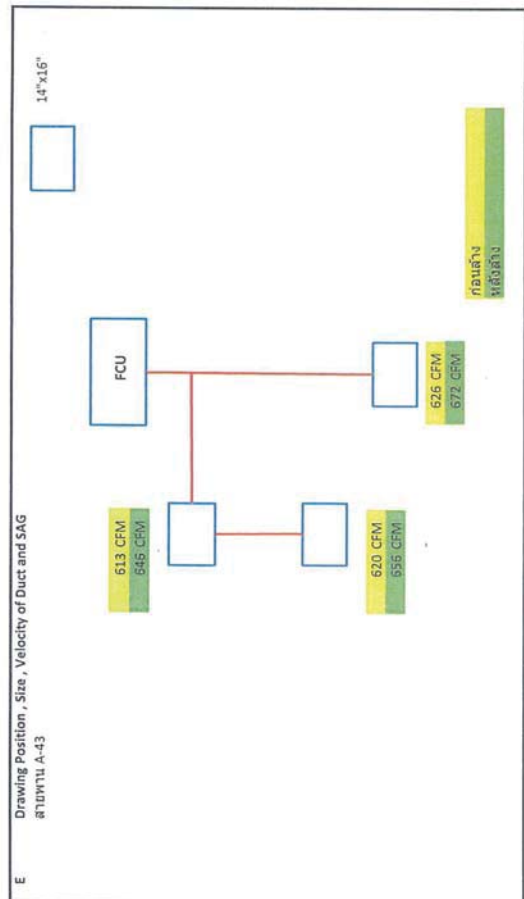 E Drawing Position , Size , Velocity of Duct and SAG
สายพาน A-43
14"x16"
FCU
613 CFM
646 CFM
620 CFM
656 CFM
626 CFM
672 CFM
ก่อนล้าง
หลังล้าง